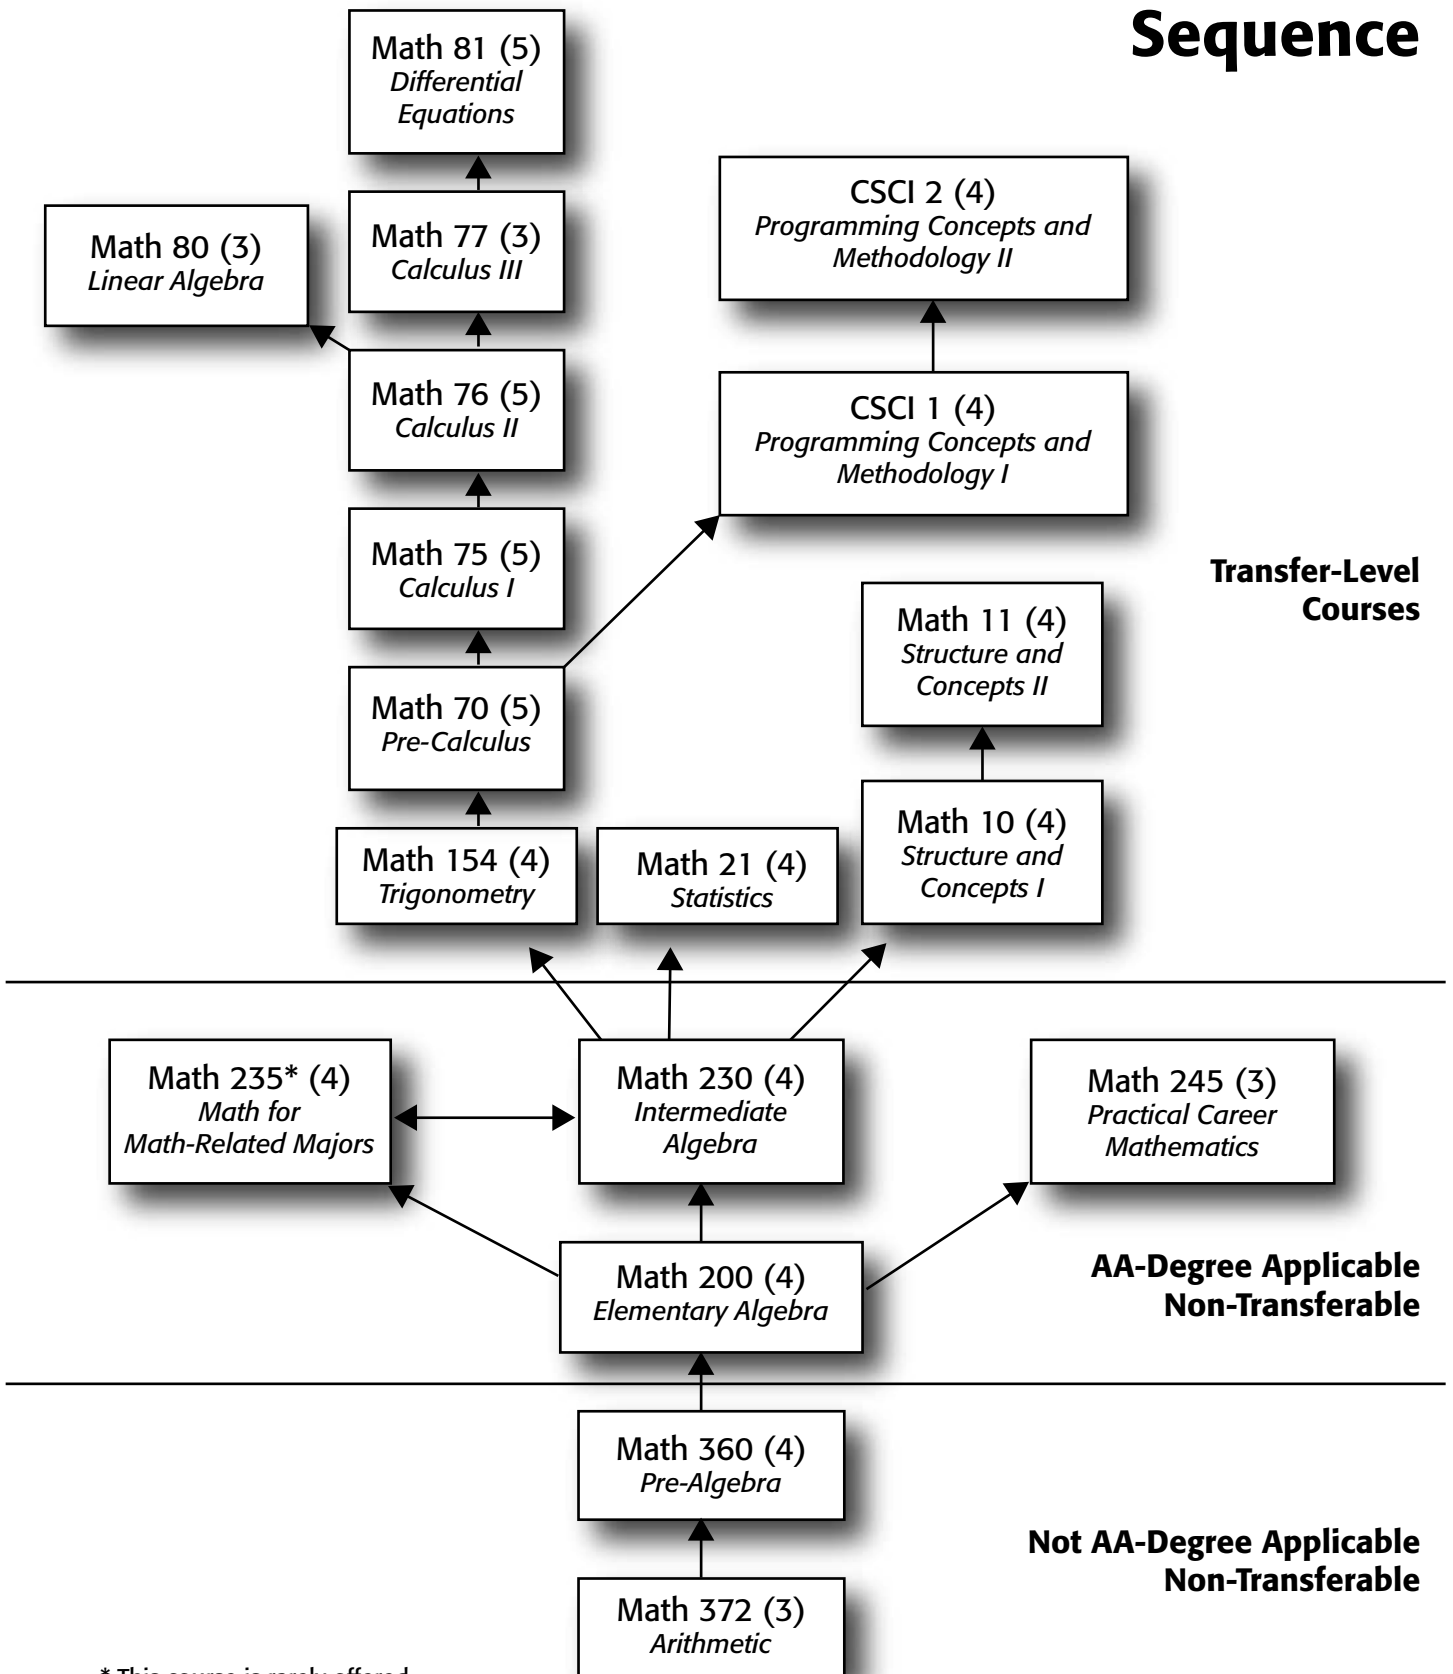 Sequence
Math 81 (5)
Differential
Equations
CSCI 2 (4)
Programming Concepts and
Methodology II
Math 77 (3)
Calculus III
Math 80 (3)
Linear Algebra
Math 76 (5)
Calculus II
CSCI 1 (4)
Programming Concepts and
Methodology I
Math 75 (5)
Calculus I
Transfer-Level
Courses
Math 11 (4)
Structure and
Concepts II
Math 70 (5)
Pre-Calculus
Math 154 (4)
Trigonometry
Math 21 (4)
Statistics
Math 10 (4)
Structure and
Concepts I
Math 235* (4)
Math for
Math-Related Majors
Math 230 (4)
Intermediate
Algebra
Math 245 (3)
Practical Career
Mathematics
Math 200 (4)
Elementary Algebra
AA-Degree Applicable
Non-Transferable
Math 360 (4)
Pre-Algebra
Not AA-Degree Applicable
Non-Transferable
Math 372 (3)
Arithmetic
* This course is rarely offered